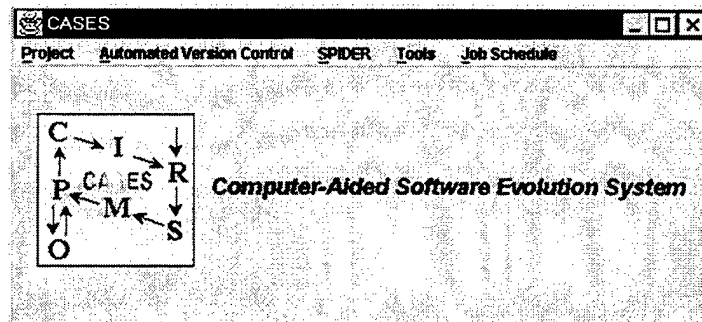 CASES
Project Automated Version Control SPIDER Tools Job Schedule
C I R
P CASES
M S
O
Computer-Aided Software Evolution System